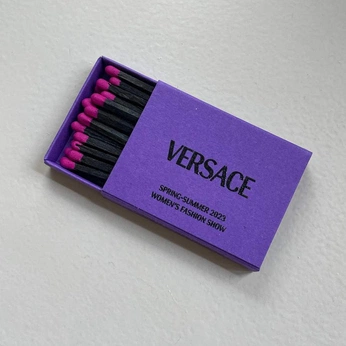 VERSACE
SPRING-SUMMER 2023
WOMEN'S FASHION SHOW